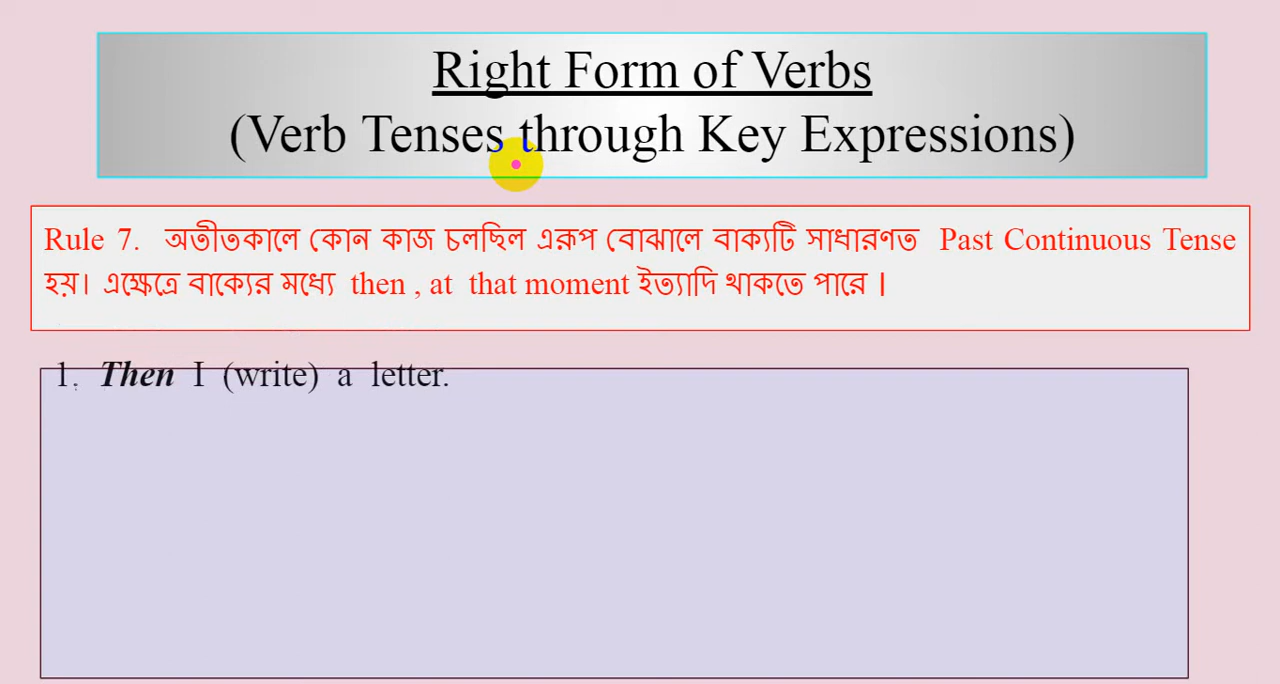 Right Form of Verbs
(Verb Tenses through Key Expressions)
Rule 7. অতীতকালে কোন কাজ চলছিল এরূপ বোঝালে বাক্যটি সাধারণত Past Continuous Tense
হয়। এক্ষেত্রে বাক্যের মধ্যে then , at that moment ইত্যাদি থাকতে পারে ।
1. Then I (write) a letter.